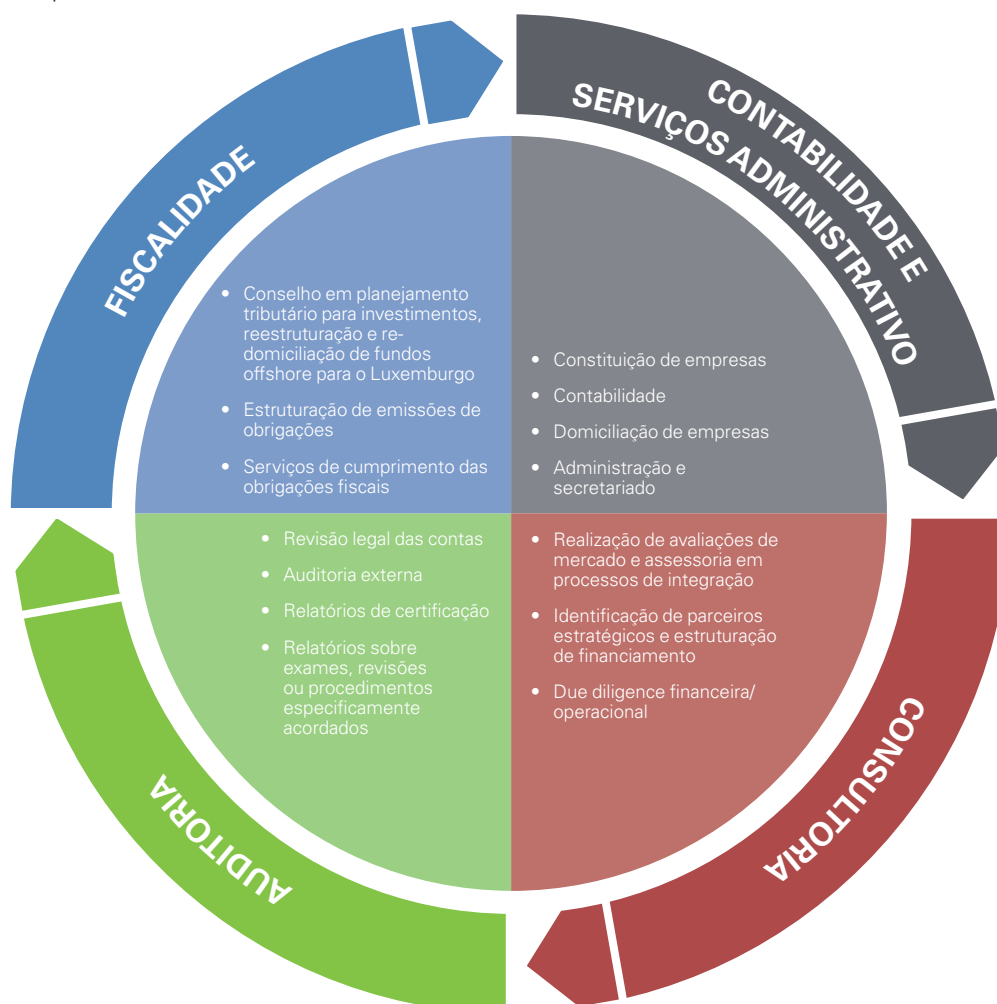 FISCALIDADE
• Conselho em planejamento
tributário para investimentos,
reestruturação e re-
domiciliação de fundos
offshore para o Luxemburgo
• Estruturação de emissões de
obrigações
• Serviços de cumprimento das
obrigações fiscais
CONTABILIDADE E
SERVIÇOS ADMINISTRATIVO
• Constituição de empresas
• Contabilidade
• Domiciliação de empresas
• Administração e
secretariado
AUDITORIA
• Revisão legal das contas
• Auditoria externa
• Relatórios de certificação
• Relatórios sobre
exames, revisões
ou procedimentos
especificamente
acordados
CONSULTORIA
• Realização de avaliações de
mercado e assessoria em
processos de integração
• Identificação de parceiros
estratégicos e estruturação
de financiamento
• Due diligence financeira/
operacional